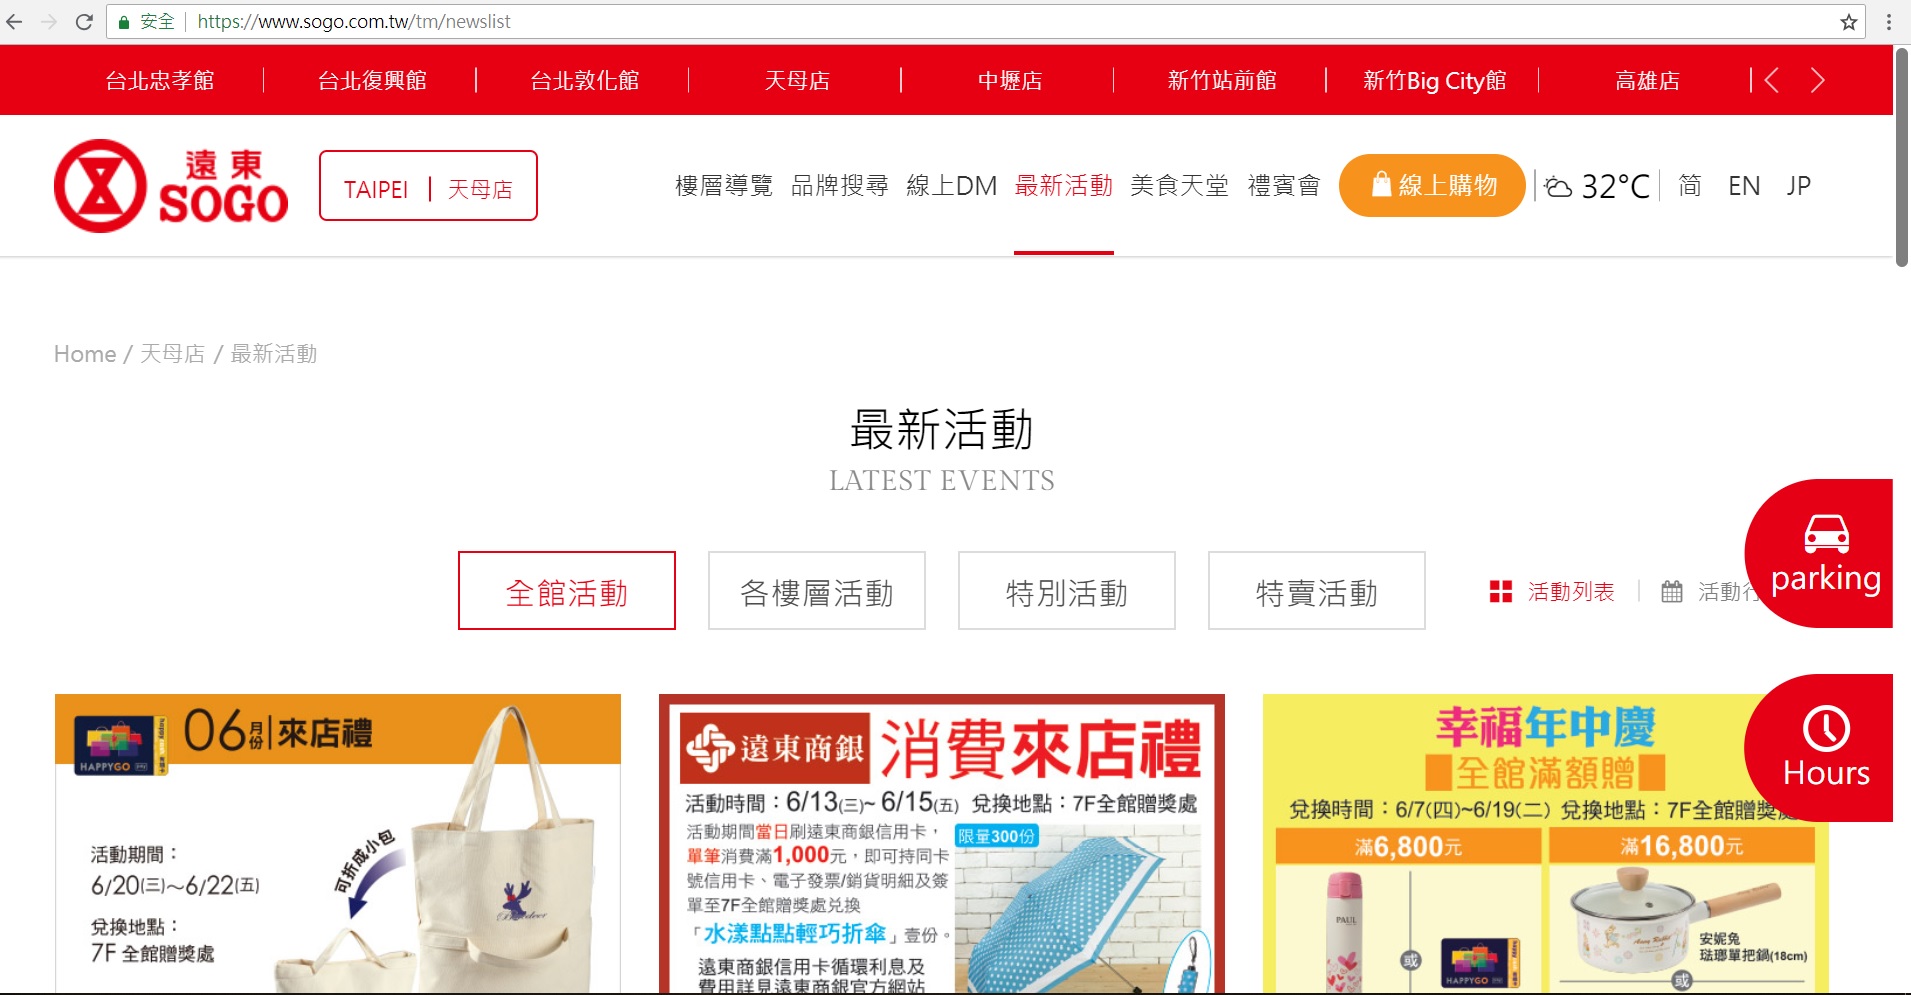 安全 https://www.sogo.com.tw/tm/newslist
台北忠孝館 台北復興館 台北敦化館 天母店 中壢店 新竹站前館 新竹Big City館 高雄店
遠東
SOGO
TAIPEI | 天母店
樓層導覽 品牌搜尋 線上DM 最新活動 美食天堂 禮賓會 線上購物 32°C 简 EN JP
Home / 天母店 / 最新活動
最新活動
LATEST EVENTS
全館活動 各樓層活動 特別活動 特賣活動 活動列表 活動行
parking
Hours
06月份 來店禮
HAPPYGO
可折成小包
活動期間：
6/20(三)～6/22(五)
兌換地點：
7F 全館贈獎處
遠東商銀 消費來店禮
活動時間：6/13(三)~ 6/15(五) 兌換地點：7F全館贈獎處
活動期間當日刷遠東商銀信用卡，
單筆消費滿1,000元，即可持同卡
號信用卡、電子發票/銷貨明細及簽
單至7F全館贈獎處兌換
「水漾點點輕巧折傘」壹份。
遠東商銀信用卡循環利息及
費用詳見遠東商銀官方網站
限量300份
幸福年中慶
全館滿額贈
兌換時間：6/7(四)~6/19(二) 兌換地點：7F全館贈獎處
滿6,800元
PAUL
或
HAPPYGO
滿16,800元
安妮兔
琺瑯單把鍋(18cm)
或